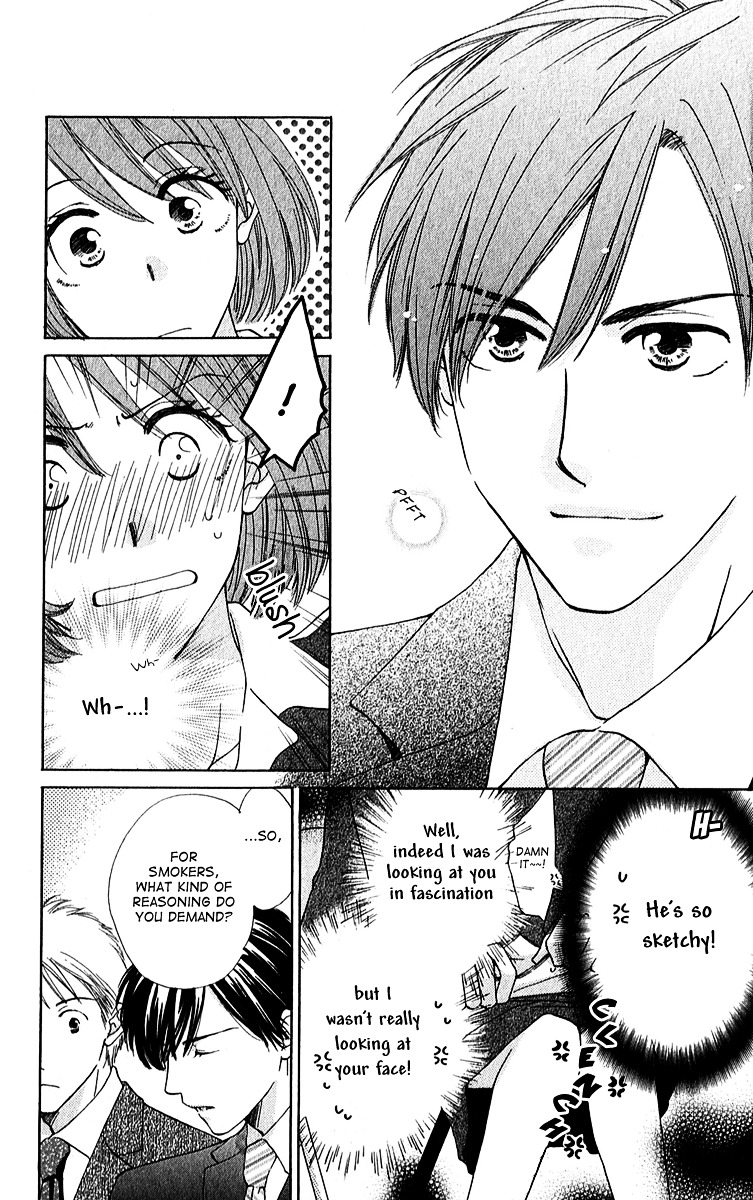 PFFT
!
blush
Wh-
Wh-...!
H-
He's so
sketchy!
DAMN
IT~~!
Well,
indeed I was
looking at you
in fascination
but I
wasn't really
looking at
your face!
CLENCH
...SO,
FOR
SMOKERS,
WHAT KIND OF
REASONING DO
YOU DEMAND?